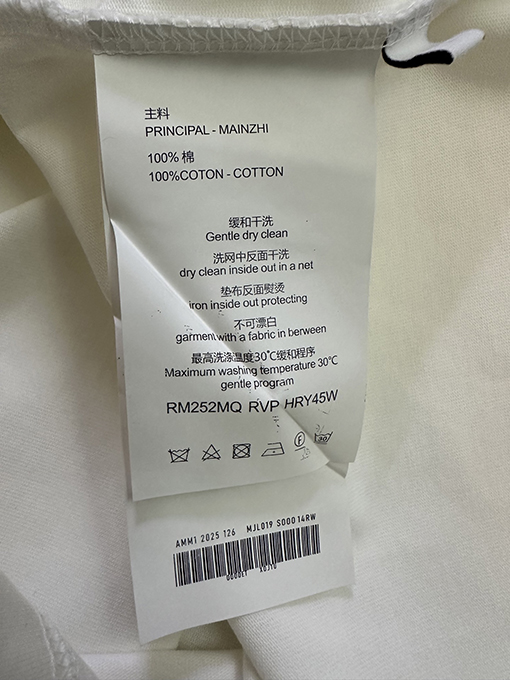 主料
PRINCIPAL - MAINZHI
100% 棉
100%COTON - COTTON
缓和干洗
Gentle dry clean
洗网中反面干洗
dry clean inside out in a net
垫布反面熨烫
iron inside out protecting
不可漂白
garment with a fabric in berween
最高洗涤温度30℃缓和程序
Maximum washing temperature 30℃
gentle program
RM252MQ RVP HRY45W
F
30
AMM1 2025 126 MJL019 S000 14RW